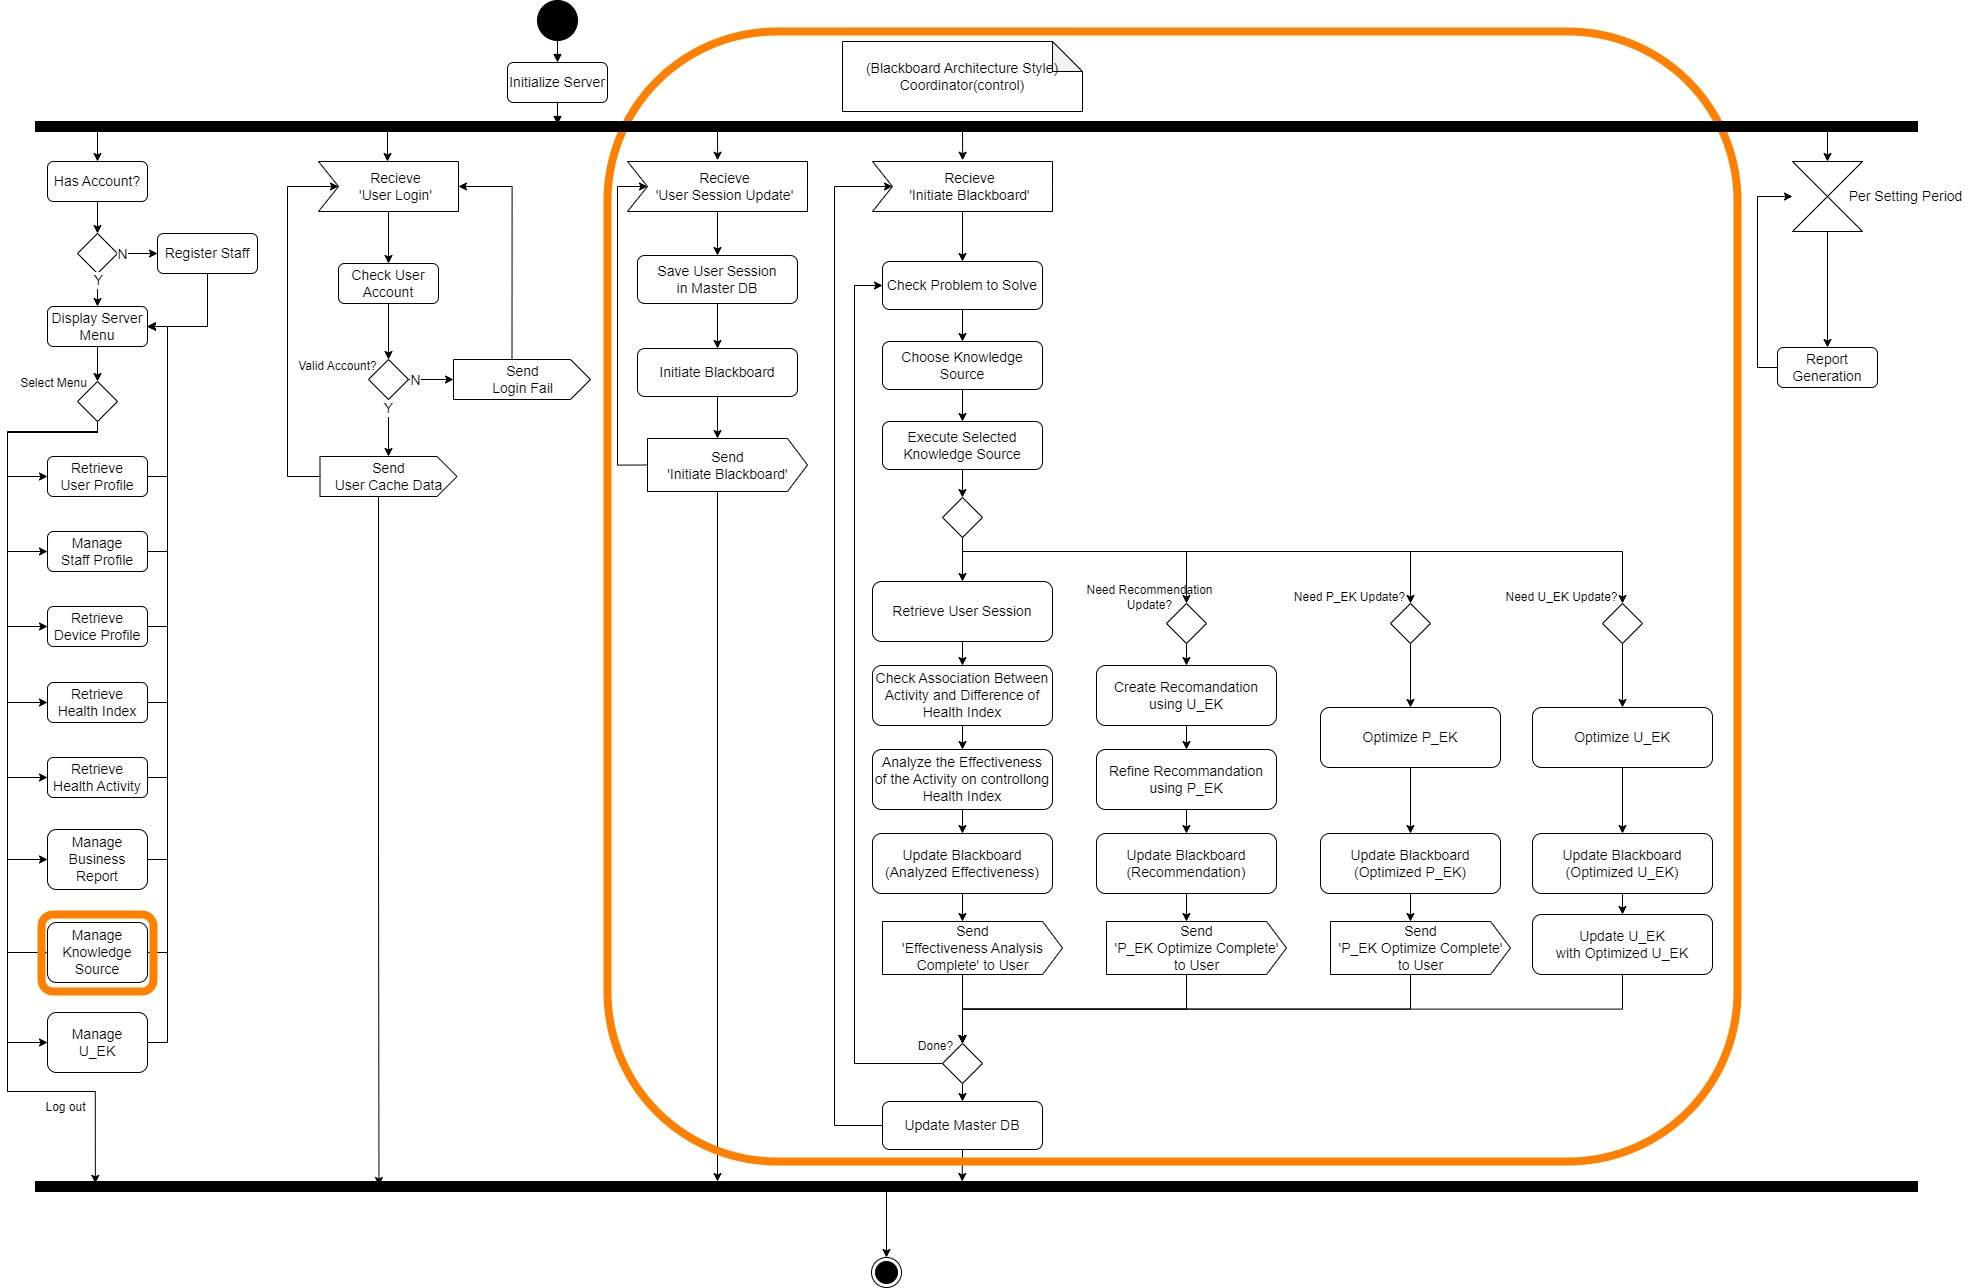 Initialize Server
(Blackboard Architecture Style)
Coordinator(control)
Has Account?
N
Y
Register Staff
Display Server
Menu
Select Menu
Retrieve
User Profile
Manage
Staff Profile
Retrieve
Device Profile
Retrieve
Health Index
Retrieve
Health Activity
Manage
Business
Report
Manage
Knowledge
Source
Manage
U_EK
Log out
Recieve
'User Login'
Check User
Account
Valid Account?
N
Y
Send
Login Fail
Send
User Cache Data
Recieve
'User Session Update'
Save User Session
in Master DB
Initiate Blackboard
Send
'Initiate Blackboard'
Recieve
'Initiate Blackboard'
Check Problem to Solve
Choose Knowledge
Source
Execute Selected
Knowledge Source
Retrieve User Session
Check Association Between
Activity and Difference of
Health Index
Analyze the Effectiveness
of the Activity on controllong
Health Index
Update Blackboard
(Analyzed Effectiveness)
Send
'Effectiveness Analysis
Complete' to User
Need Recommendation
Update?
Create Recomandation
using U_EK
Refine Recommandation
using P_EK
Update Blackboard
(Recommendation)
Send
'P_EK Optimize Complete'
to User
Need P_EK Update?
Optimize P_EK
Update Blackboard
(Optimized P_EK)
Send
'P_EK Optimize Complete'
to User
Need U_EK Update?
Optimize U_EK
Update Blackboard
(Optimized U_EK)
Update U_EK
with Optimized U_EK
Done?
Update Master DB
Per Setting Period
Report
Generation